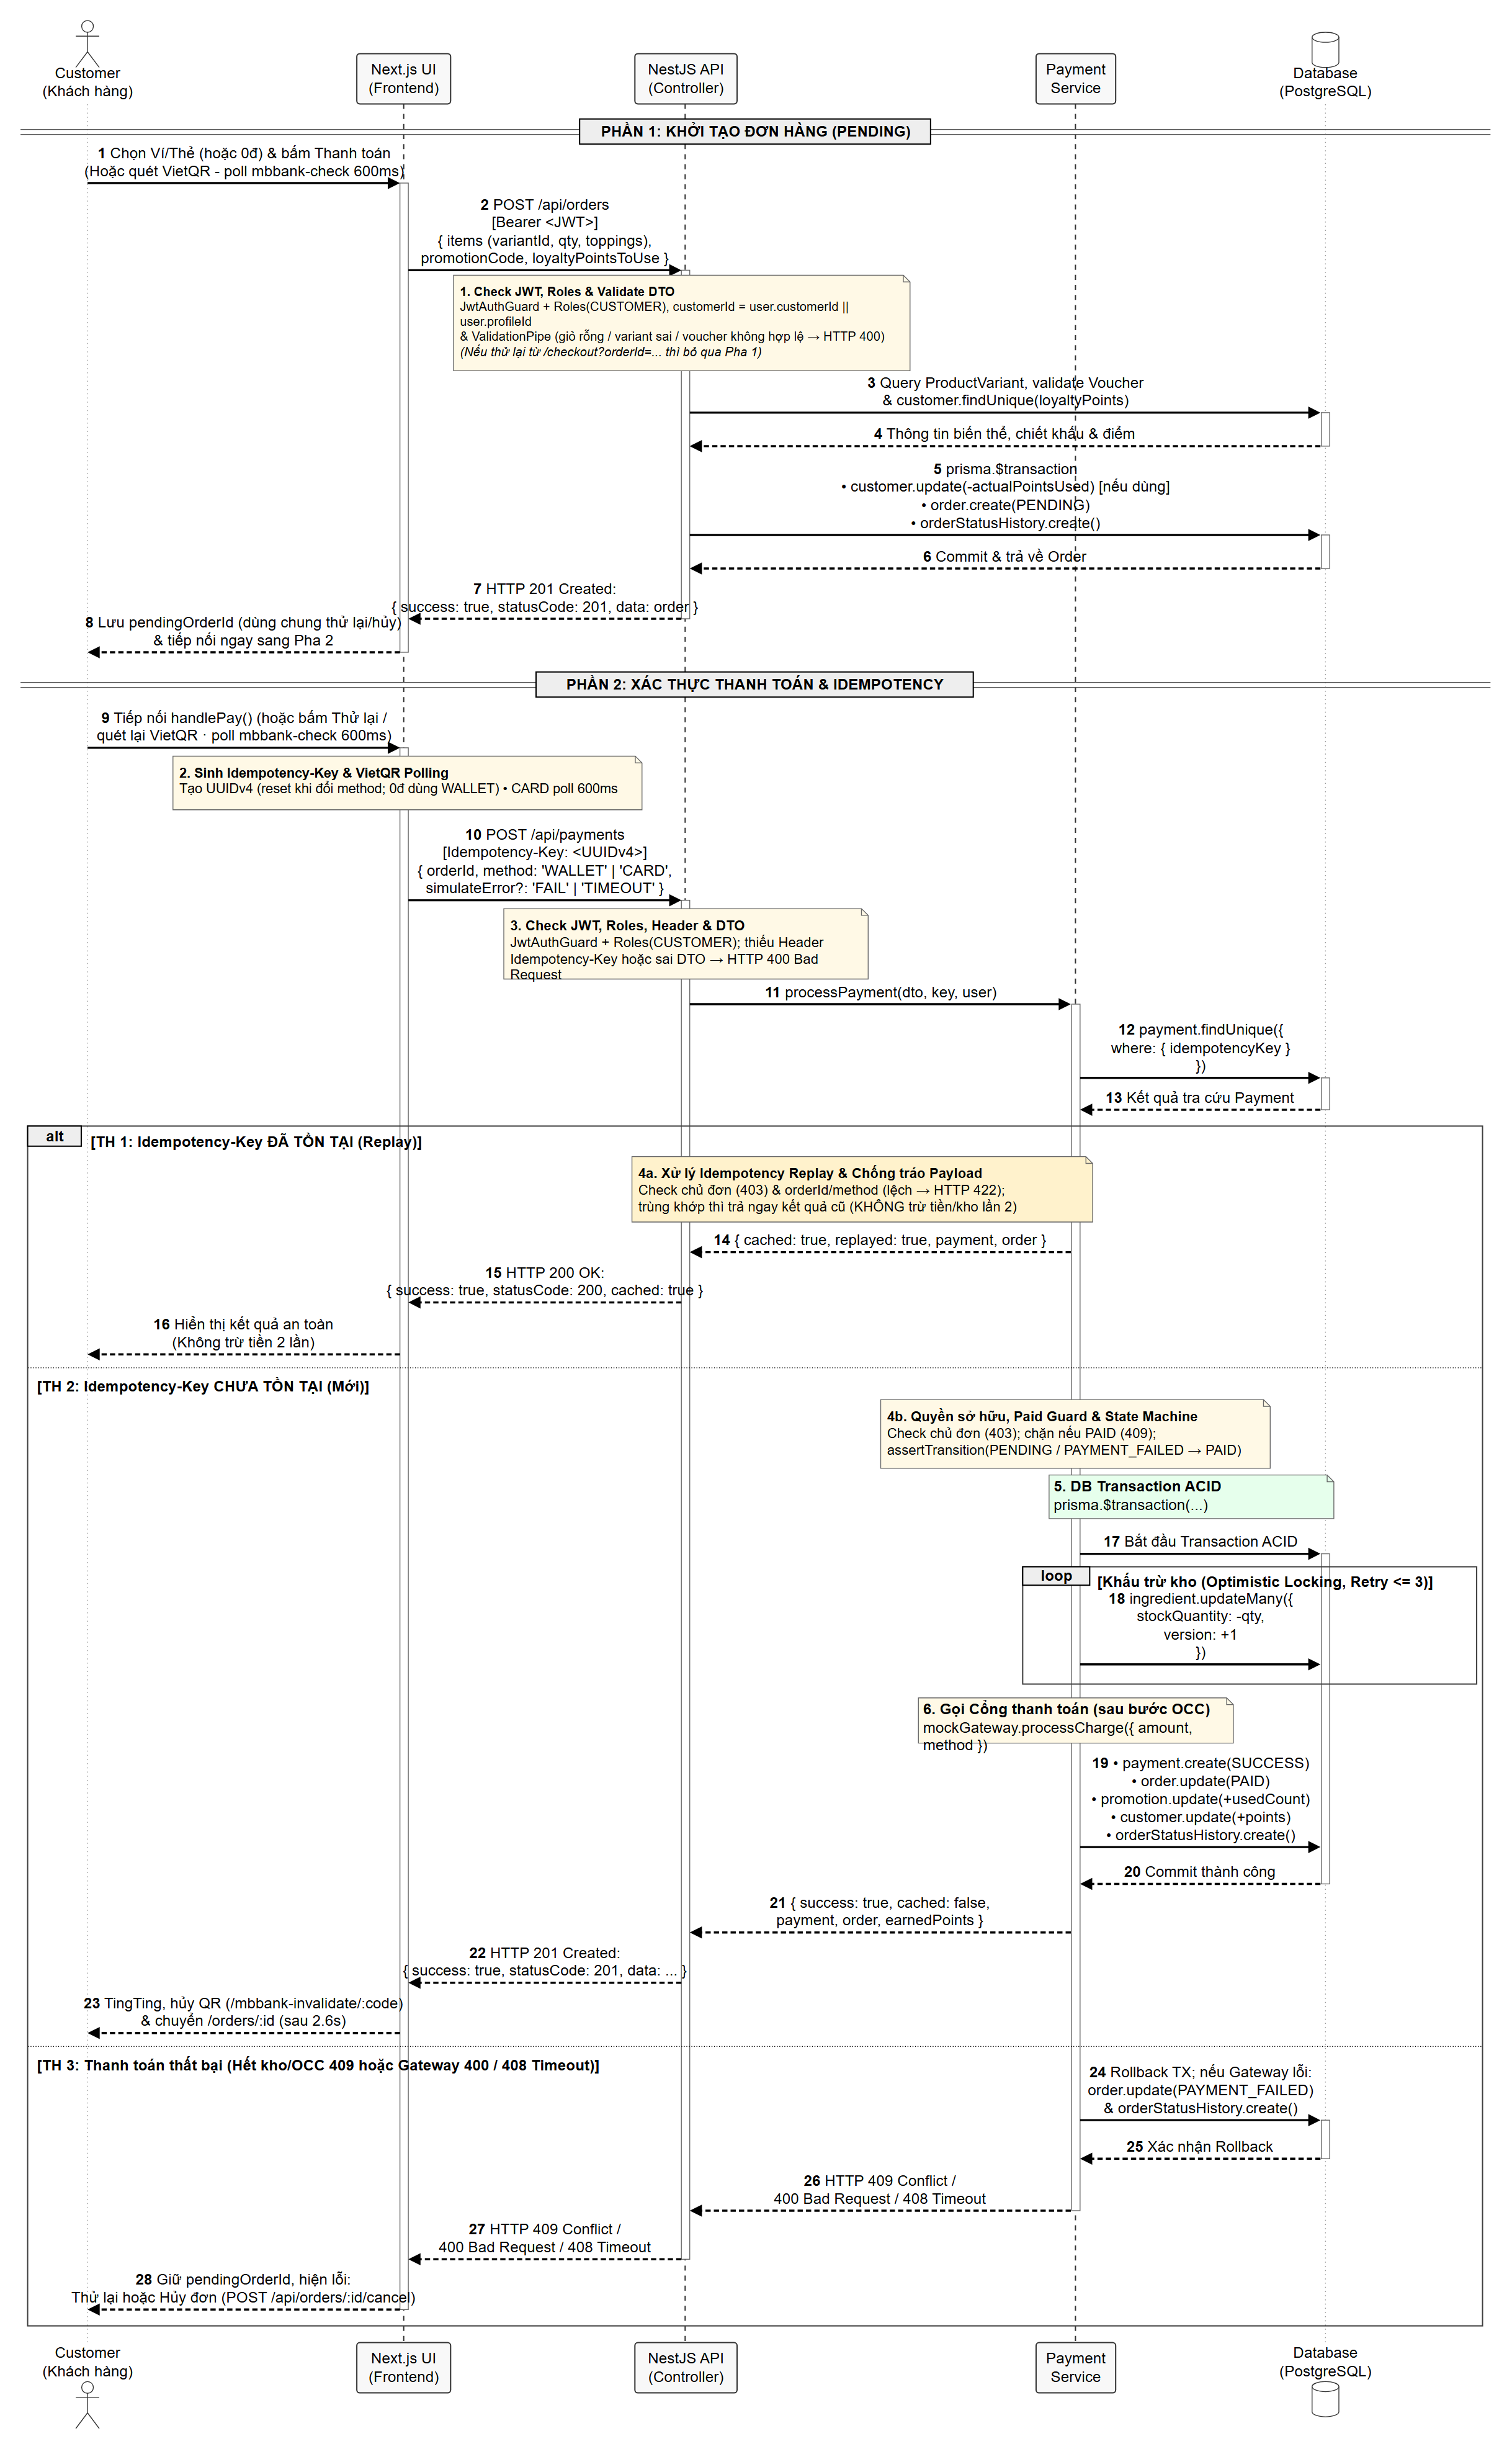 Customer
(Khách hàng)
Next.js UI
(Frontend)
NestJS API
(Controller)
Payment
Service
Database
(PostgreSQL)
PHẦN 1: KHỞI TẠO ĐƠN HÀNG (PENDING)
1 Chọn Ví/Thẻ (hoặc 0đ) & bấm Thanh toán
(Hoặc quét VietQR - poll mbbank-check 600ms)
2 POST /api/orders
[Bearer <JWT>]
{ items (variantId, qty, toppings),
promotionCode, loyaltyPointsToUse }
1. Check JWT, Roles & Validate DTO
JwtAuthGuard + Roles(CUSTOMER), customerId = user.customerId ||
user.profileId
& ValidationPipe (giỏ rỗng / variant sai / voucher không hợp lệ → HTTP 400)
(Nếu thử lại từ /checkout?orderId=... thì bỏ qua Pha 1)
3 Query ProductVariant, validate Voucher
& customer.findUnique(loyaltyPoints)
4 Thông tin biến thể, chiết khấu & điểm
5 prisma.$transaction
• customer.update(-actualPointsUsed) [nếu dùng]
• order.create(PENDING)
• orderStatusHistory.create()
6 Commit & trả về Order
7 HTTP 201 Created:
{ success: true, statusCode: 201, data: order }
8 Lưu pendingOrderId (dùng chung thử lại/hủy)
& tiếp nối ngay sang Pha 2
PHẦN 2: XÁC THỰC THANH TOÁN & IDEMPOTENCY
9 Tiếp nối handlePay() (hoặc bấm Thử lại /
quét lại VietQR · poll mbbank-check 600ms)
2. Sinh Idempotency-Key & VietQR Polling
Tạo UUIDv4 (reset khi đổi method; 0đ dùng WALLET) • CARD poll 600ms
10 POST /api/payments
[Idempotency-Key: <UUIDv4>]
{ orderId, method: 'WALLET' | 'CARD',
simulateError?: 'FAIL' | 'TIMEOUT' }
3. Check JWT, Roles, Header & DTO
JwtAuthGuard + Roles(CUSTOMER); thiếu Header
Idempotency-Key hoặc sai DTO → HTTP 400 Bad
Request
11 processPayment(dto, key, user)
12 payment.findUnique({
where: { idempotencyKey }
})
13 Kết quả tra cứu Payment
alt [TH 1: Idempotency-Key ĐÃ TỒN TẠI (Replay)]
4a. Xử lý Idempotency Replay & Chống tráo Payload
Check chủ đơn (403) & orderId/method (lệch → HTTP 422);
trùng khớp thì trả ngay kết quả cũ (KHÔNG trừ tiền/kho lần 2)
14 { cached: true, replayed: true, payment, order }
15 HTTP 200 OK:
{ success: true, statusCode: 200, cached: true }
16 Hiển thị kết quả an toàn
(Không trừ tiền 2 lần)
[TH 2: Idempotency-Key CHƯA TỒN TẠI (Mới)]
4b. Quyền sở hữu, Paid Guard & State Machine
Check chủ đơn (403); chặn nếu PAID (409);
assertTransition(PENDING / PAYMENT_FAILED → PAID)
5. DB Transaction ACID
prisma.$transaction(...)
17 Bắt đầu Transaction ACID
loop [Khấu trừ kho (Optimistic Locking, Retry <= 3)]
18 ingredient.updateMany({
stockQuantity: -qty,
version: +1
})
6. Gọi Cổng thanh toán (sau bước OCC)
mockGateway.processCharge({ amount,
method })
19 • payment.create(SUCCESS)
• order.update(PAID)
• promotion.update(+usedCount)
• customer.update(+points)
• orderStatusHistory.create()
20 Commit thành công
21 { success: true, cached: false,
payment, order, earnedPoints }
22 HTTP 201 Created:
{ success: true, statusCode: 201, data: ... }
23 TingTing, hủy QR (/mbbank-invalidate/:code)
& chuyển /orders/:id (sau 2.6s)
[TH 3: Thanh toán thất bại (Hết kho/OCC 409 hoặc Gateway 400 / 408 Timeout)]
24 Rollback TX; nếu Gateway lỗi:
order.update(PAYMENT_FAILED)
& orderStatusHistory.create()
25 Xác nhận Rollback
26 HTTP 409 Conflict /
400 Bad Request / 408 Timeout
27 HTTP 409 Conflict /
400 Bad Request / 408 Timeout
28 Giữ pendingOrderId, hiện lỗi:
Thử lại hoặc Hủy đơn (POST /api/orders/:id/cancel)
Customer
(Khách hàng)
Next.js UI
(Frontend)
NestJS API
(Controller)
Payment
Service
Database
(PostgreSQL)